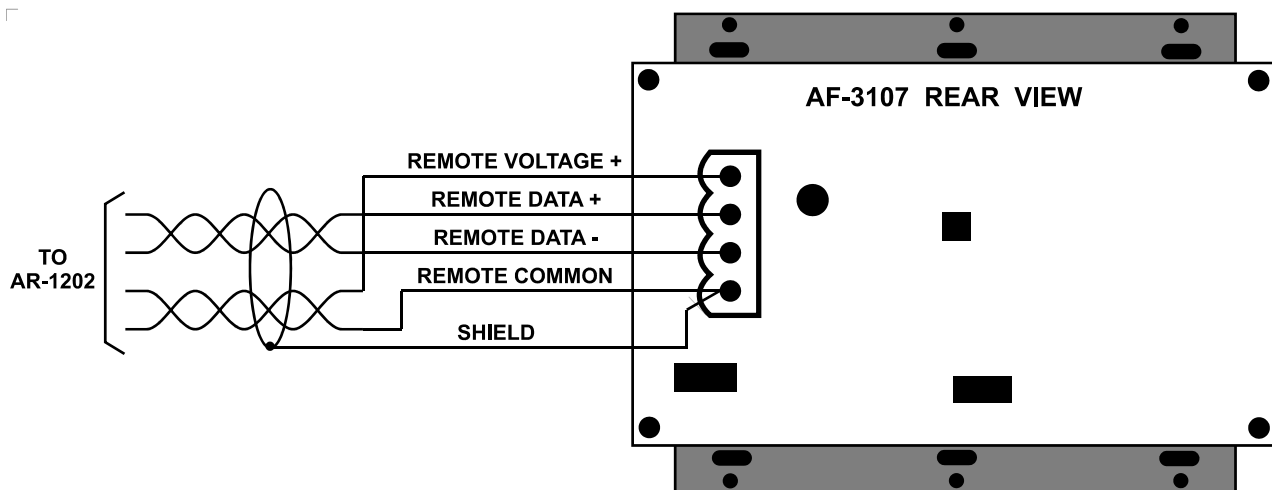 AF-3107 REAR VIEW
REMOTE VOLTAGE +
REMOTE DATA +
REMOTE DATA -
REMOTE COMMON
SHIELD
TO
AR-1202